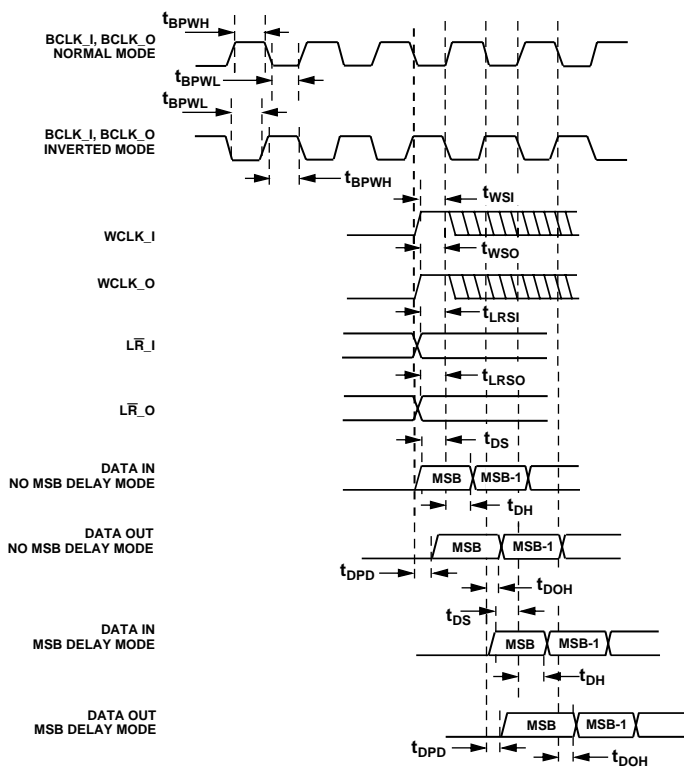 tBPWH
BCLK_I, BCLK_O
NORMAL MODE
tBPWL
tBPWL
BCLK_I, BCLK_O
INVERTED MODE
tBPWH
tWSI
WCLK_I
tWSO
WCLK_O
tLRSI
LR̅_I
tLRSO
LR̅_O
tDS
DATA IN
NO MSB DELAY MODE
MSB MSB-1
tDH
DATA OUT
NO MSB DELAY MODE
MSB MSB-1
tDPD
tDOH
tDS
DATA IN
MSB DELAY MODE
MSB MSB-1
tDH
DATA OUT
MSB DELAY MODE
MSB MSB-1
tDPD
tDOH